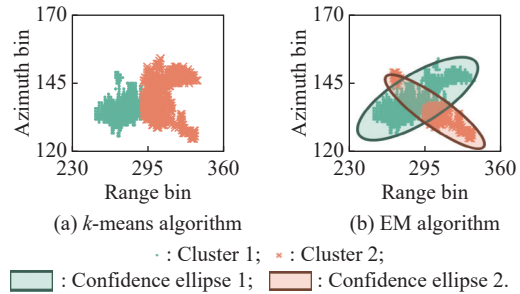 170
145
120
Azimuth bin
230 295 360
Range bin
(a) k-means algorithm
170
145
120
Azimuth bin
230 295 360
Range bin
(b) EM algorithm
: Cluster 1; : Cluster 2;
: Confidence ellipse 1; : Confidence ellipse 2.